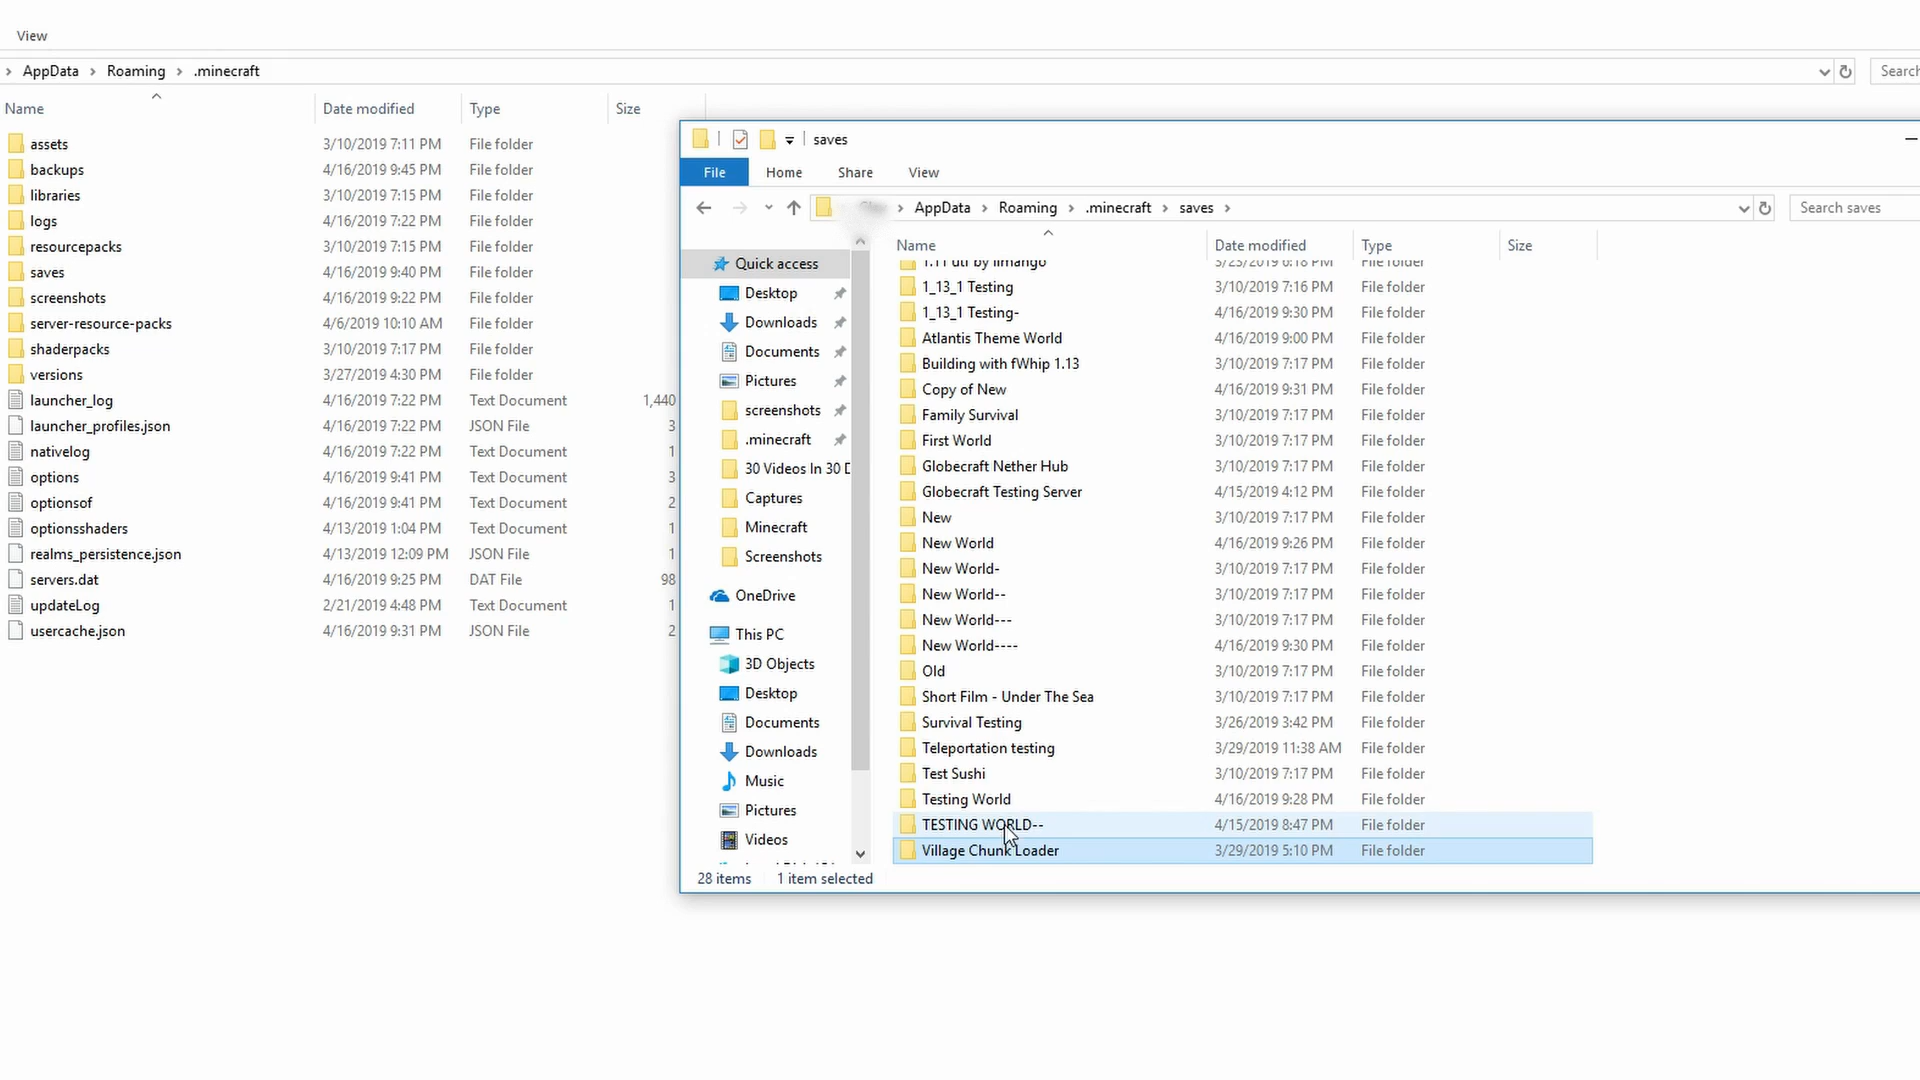 View
AppData Roaming .minecraft
Search
Name Date modified Type Size
assets 3/10/2019 7:11 PM File folder
backups 4/16/2019 9:45 PM File folder
libraries 3/10/2019 7:15 PM File folder
logs 4/16/2019 7:22 PM File folder
resourcepacks 3/10/2019 7:15 PM File folder
saves 4/16/2019 9:40 PM File folder
screenshots 4/16/2019 9:22 PM File folder
server-resource-packs 4/6/2019 10:10 AM File folder
shaderpacks 3/10/2019 7:17 PM File folder
versions 3/27/2019 4:30 PM File folder
launcher_log 4/16/2019 7:22 PM Text Document 1,440
launcher_profiles.json 4/16/2019 7:22 PM JSON File 3
nativelog 4/16/2019 7:22 PM Text Document 1
options 4/16/2019 9:41 PM Text Document 3
optionsof 4/16/2019 9:41 PM Text Document 2
optionsshaders 4/13/2019 1:04 PM Text Document 1
realms_persistence.json 4/13/2019 12:09 PM JSON File 1
servers.dat 4/16/2019 9:25 PM DAT File 98
updateLog 2/21/2019 4:48 PM Text Document 1
usercache.json 4/16/2019 9:31 PM JSON File 2
saves
File Home Share View
AppData Roaming .minecraft saves
Search saves
Quick access
Desktop
Downloads
Documents
Pictures
screenshots
.minecraft
30 Videos In 30 D
Captures
Minecraft
Screenshots
OneDrive
This PC
3D Objects
Desktop
Documents
Downloads
Music
Pictures
Videos
Name Date modified Type Size
File folder
1_13_1 Testing 3/10/2019 7:16 PM File folder
1_13_1 Testing- 4/16/2019 9:30 PM File folder
Atlantis Theme World 4/16/2019 9:00 PM File folder
Building with fWhip 1.13 3/10/2019 7:17 PM File folder
Copy of New 4/16/2019 9:31 PM File folder
Family Survival 3/10/2019 7:17 PM File folder
First World 3/10/2019 7:17 PM File folder
Globecraft Nether Hub 3/10/2019 7:17 PM File folder
Globecraft Testing Server 4/15/2019 4:12 PM File folder
New 3/10/2019 7:17 PM File folder
New World 4/16/2019 9:26 PM File folder
New World- 3/10/2019 7:17 PM File folder
New World-- 3/10/2019 7:17 PM File folder
New World--- 3/10/2019 7:17 PM File folder
New World---- 4/16/2019 9:30 PM File folder
Old 3/10/2019 7:17 PM File folder
Short Film - Under The Sea 3/10/2019 7:17 PM File folder
Survival Testing 3/26/2019 3:42 PM File folder
Teleportation testing 3/29/2019 11:38 AM File folder
Test Sushi 3/10/2019 7:17 PM File folder
Testing World 4/16/2019 9:28 PM File folder
TESTING WORLD-- 4/15/2019 8:47 PM File folder
Village Chunk Loader 3/29/2019 5:10 PM File folder
28 items 1 item selected